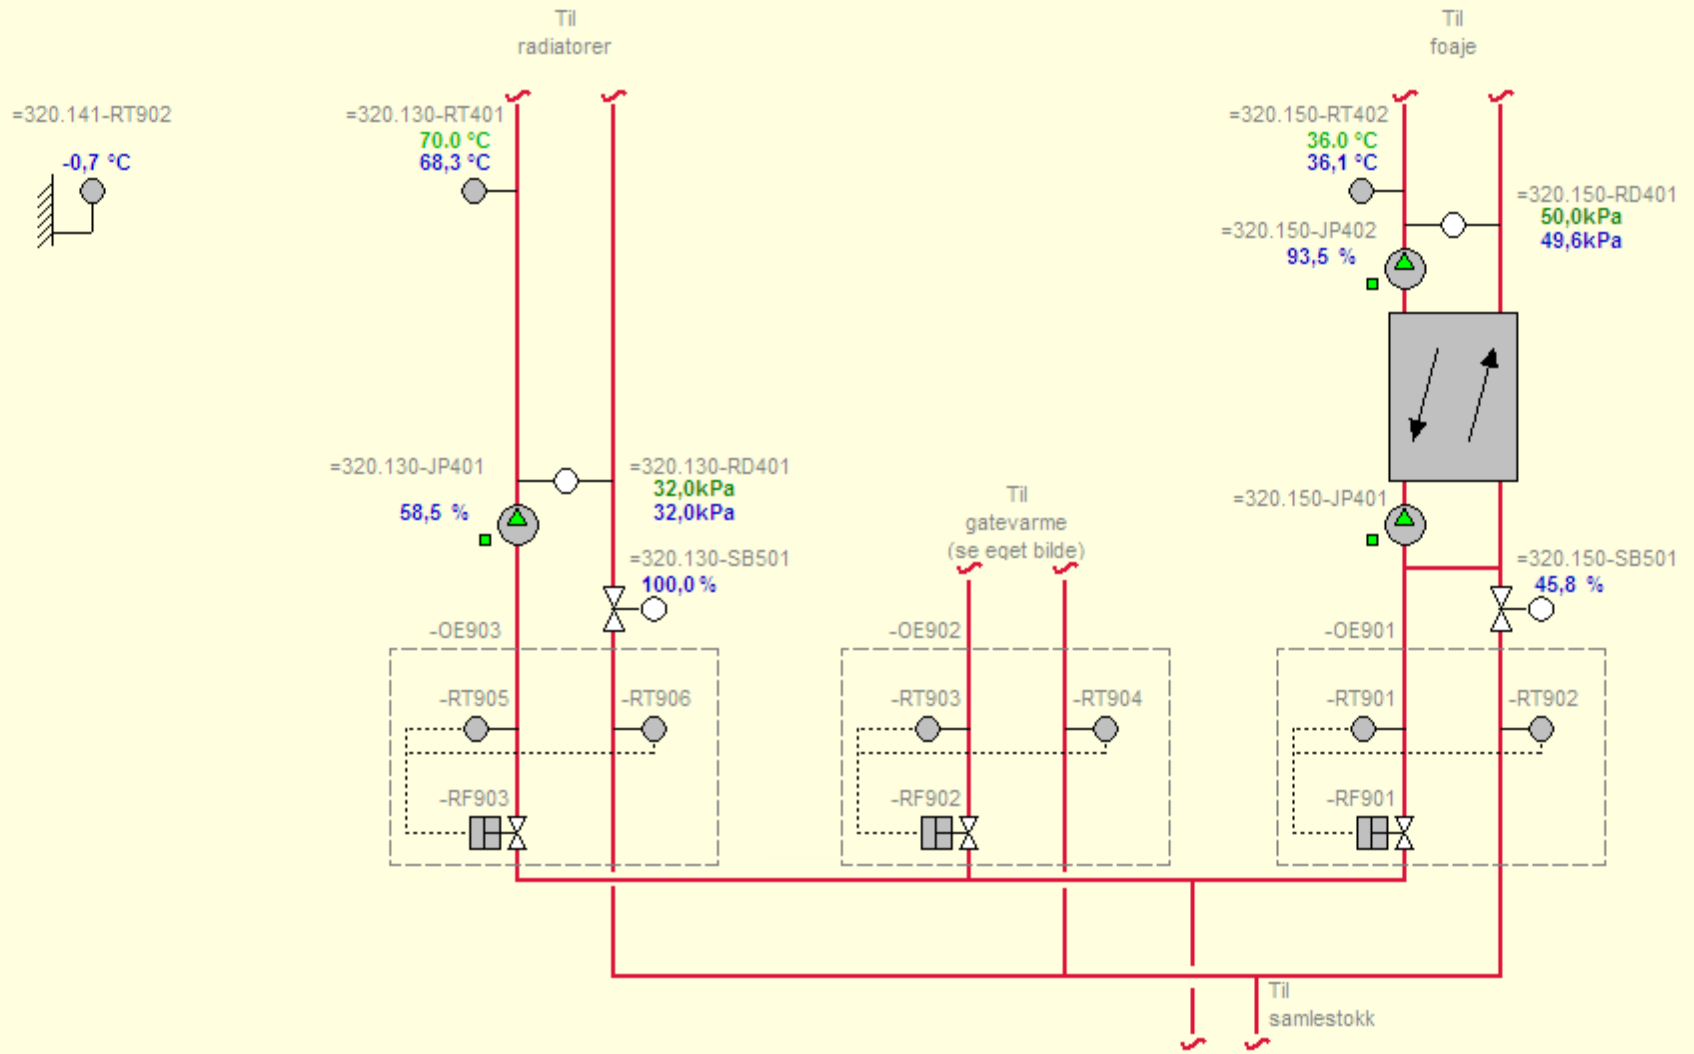 Til
radiatorer
Til
foaje
=320.141-RT902
-0,7 °C
=320.130-RT401
70.0 °C
68,3 °C
=320.150-RT402
36.0 °C
36,1 °C
=320.150-RD401
50,0kPa
49,6kPa
=320.150-JP402
93,5 %
=320.130-JP401
58,5 %
=320.130-RD401
32,0kPa
32,0kPa
Til
gatevarme
(se eget bilde)
=320.150-JP401
=320.130-SB501
100,0 %
=320.150-SB501
45,8 %
-OE903
-OE902
-OE901
-RT905
-RT906
-RT903
-RT904
-RT901
-RT902
-RF903
-RF902
-RF901
Til
samlestokk